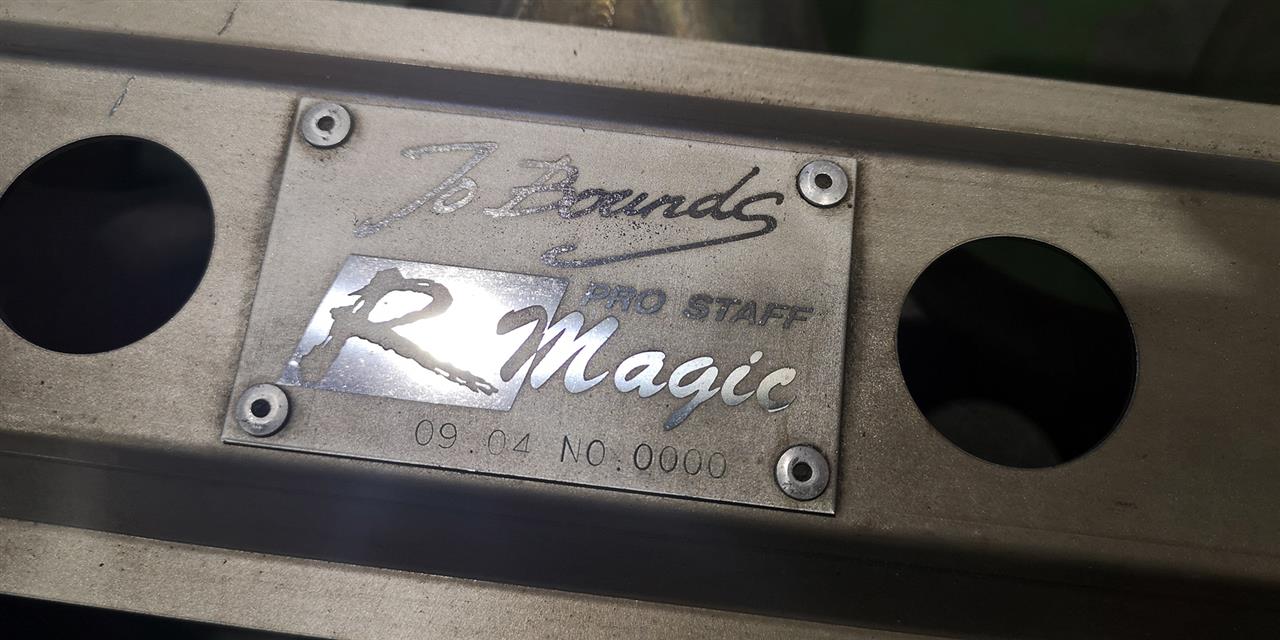 To Bounds
PRO STAFF
R Magic
09.04 NO.0000